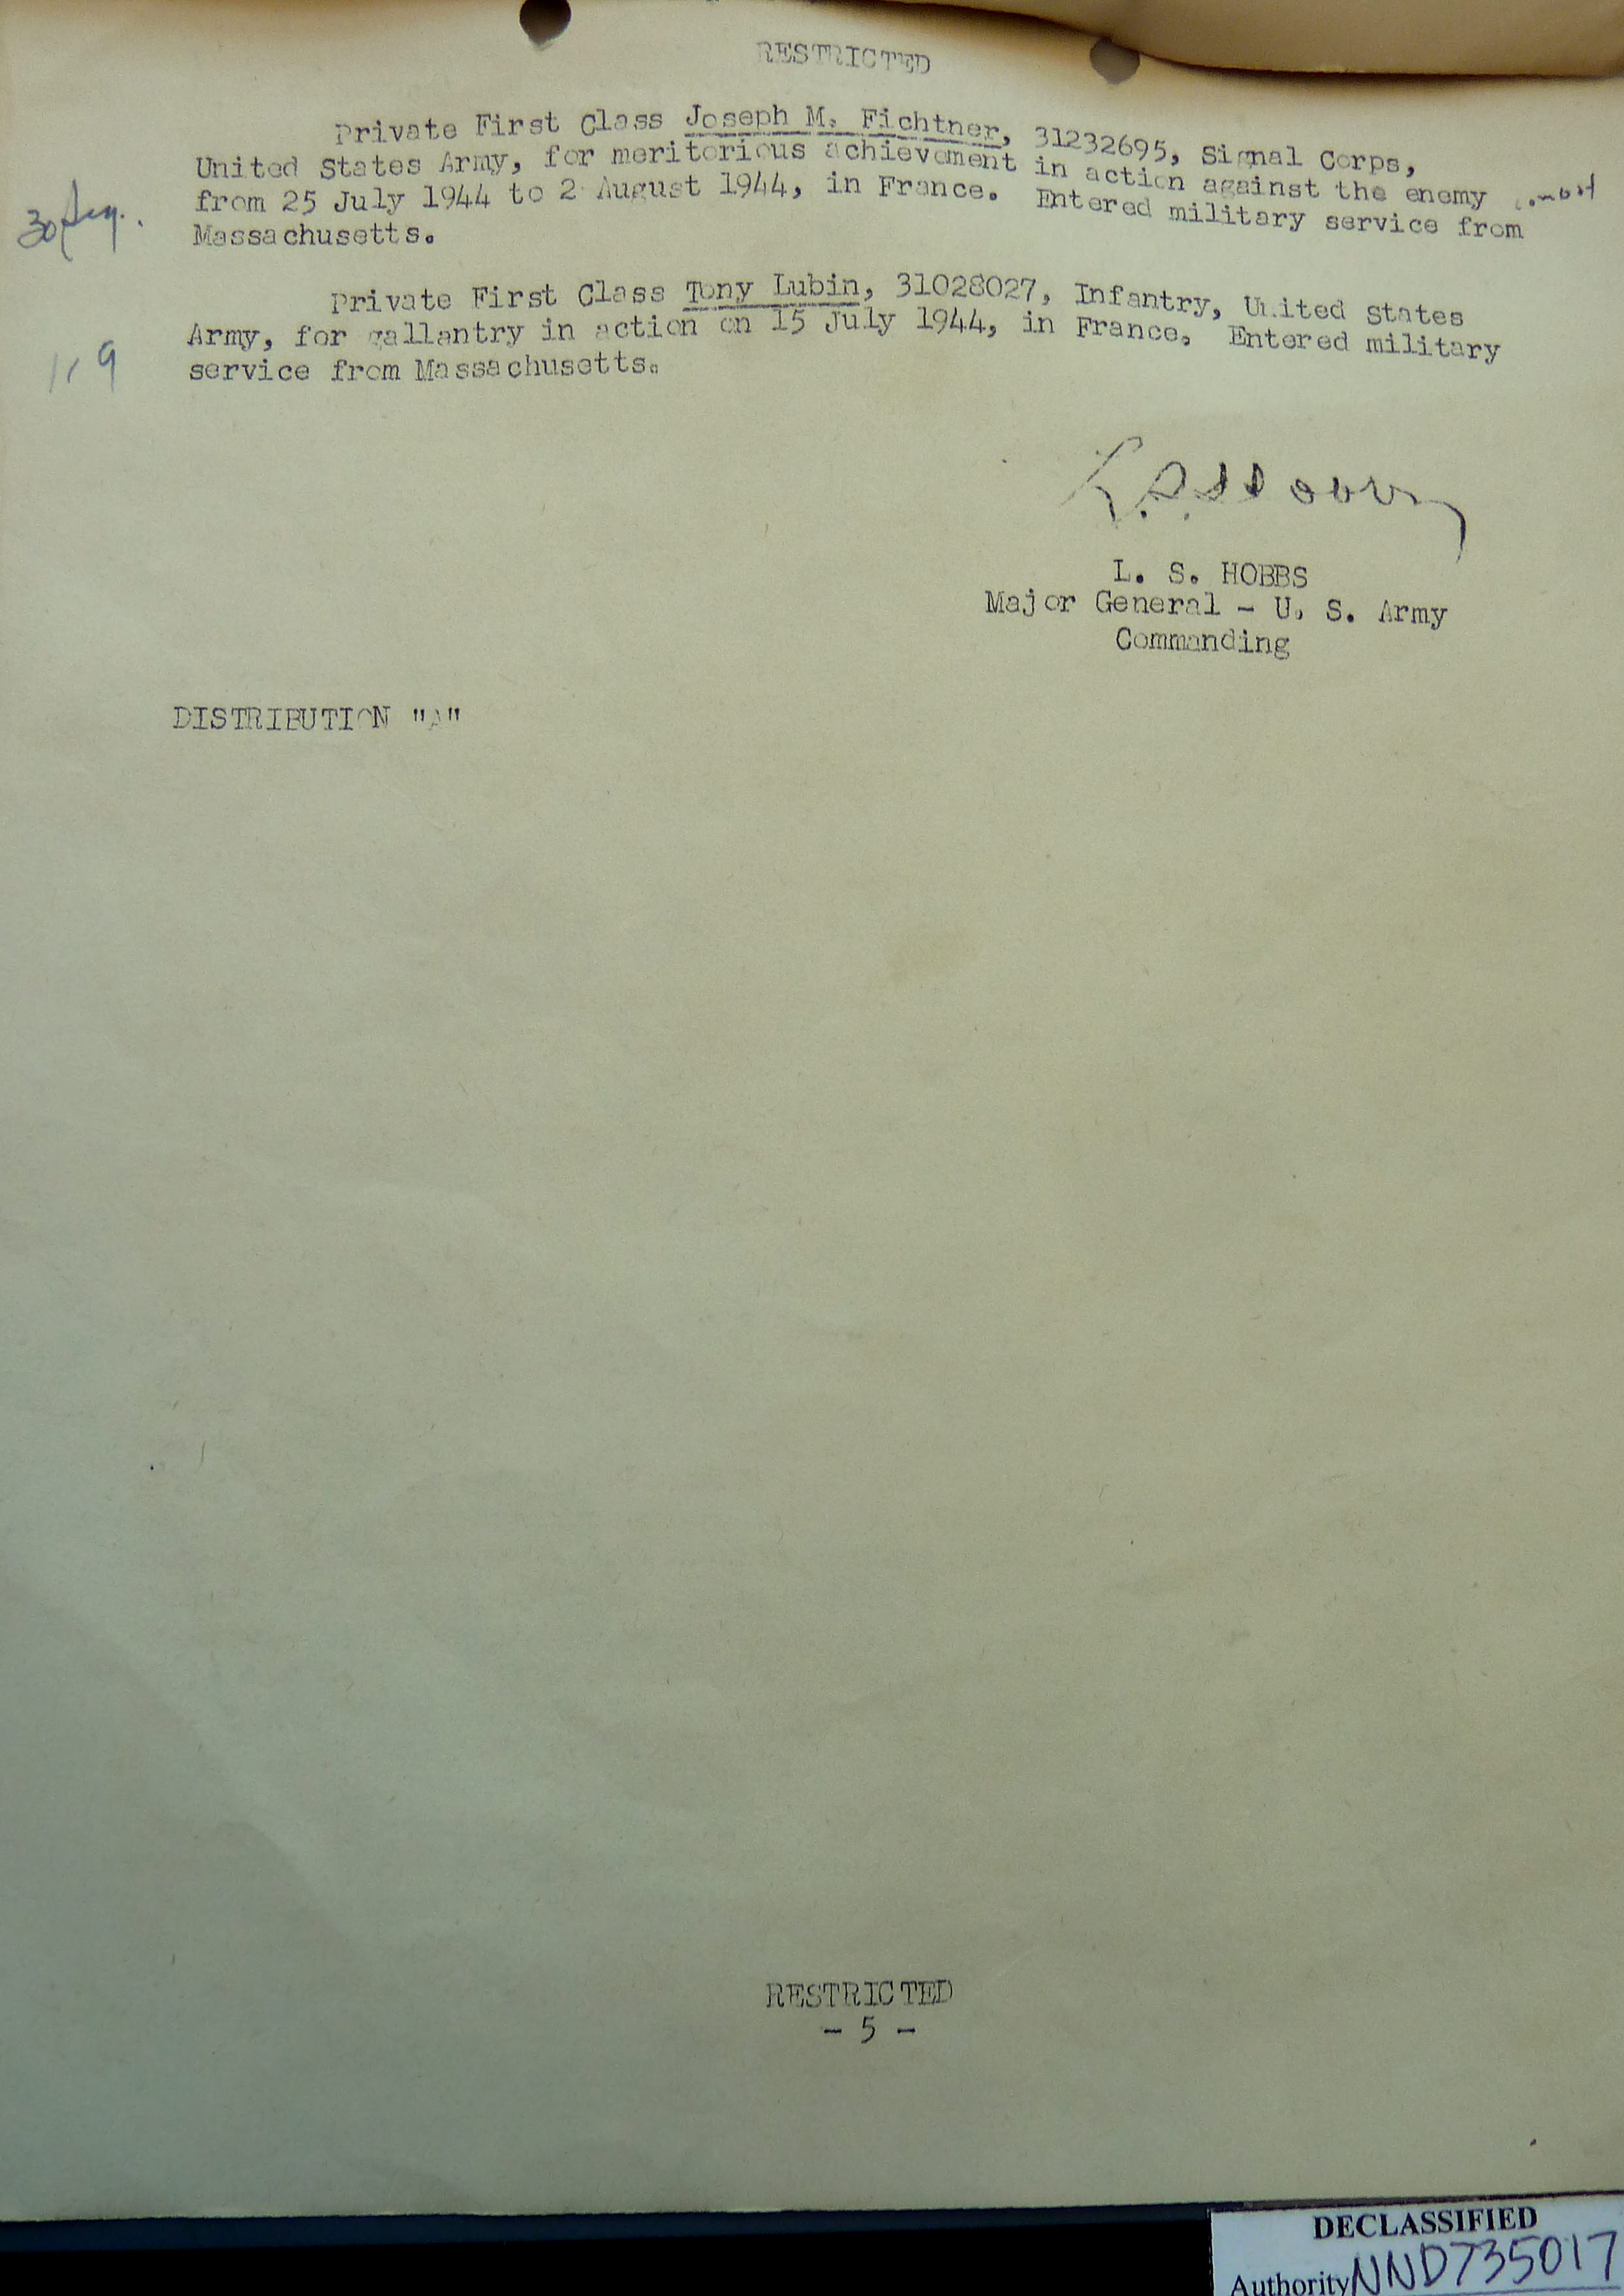 RESTRICTED
Private First Class Joseph M. Fichtner, 31232695, Signal Corps,
United States Army, for meritorious achievement in action against the enemy
from 25 July 1944 to 2 August 1944, in France. Entered military service from
Massachusetts.
Private First Class Tony Lubin, 31028027, Infantry, United States
Army, for gallantry in action on 15 July 1944, in France. Entered military
service from Massachusetts.
119
L. S. HOBBS
Major General - U. S. Army
Commanding
DISTRIBUTION "A"
RESTRICTED
- 5 -
DECLASSIFIED
Authority NND735017